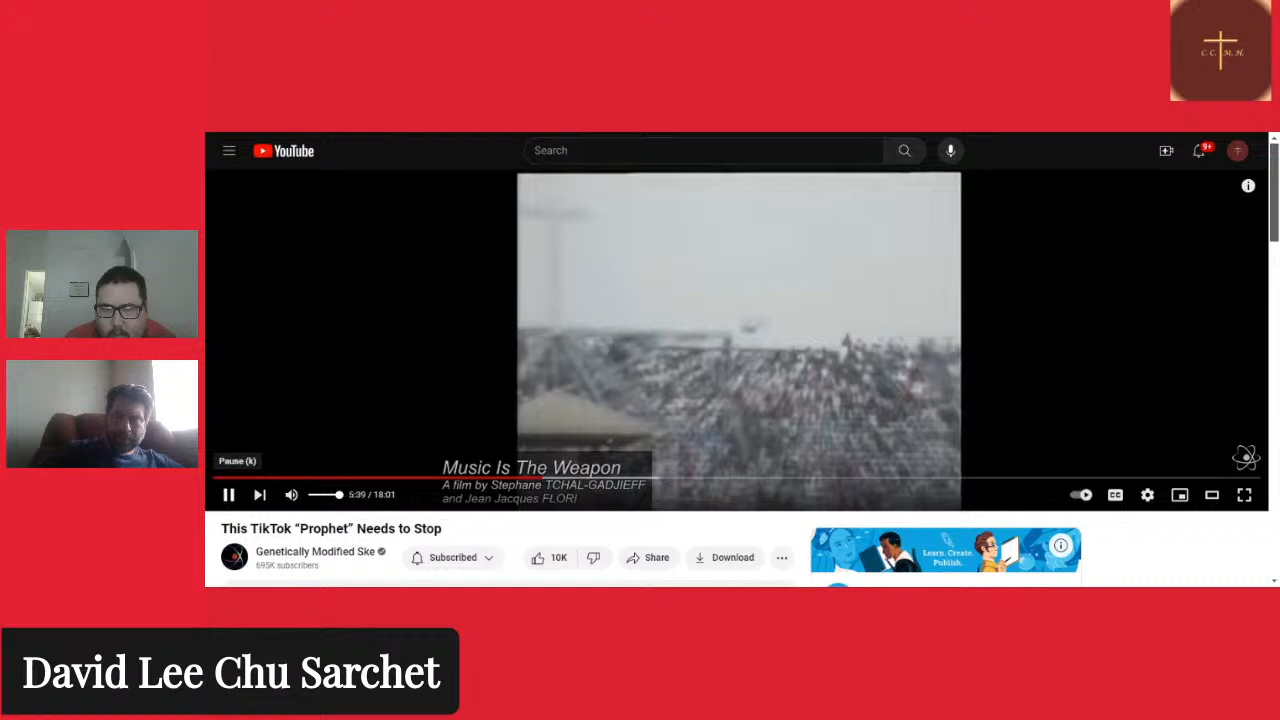 C. C. M. H.
YouTube
Search
9+
Pause (k)
Music Is The Weapon
A film by Stephane TCHAL-GADJIEFF
and Jean Jacques FLORI
5:39 / 18:01
CC
This TikTok “Prophet” Needs to Stop
Genetically Modified Ske
695K subscribers
Subscribed
10K
Share
Download
Learn. Create.
Publish.
David Lee Chu Sarchet